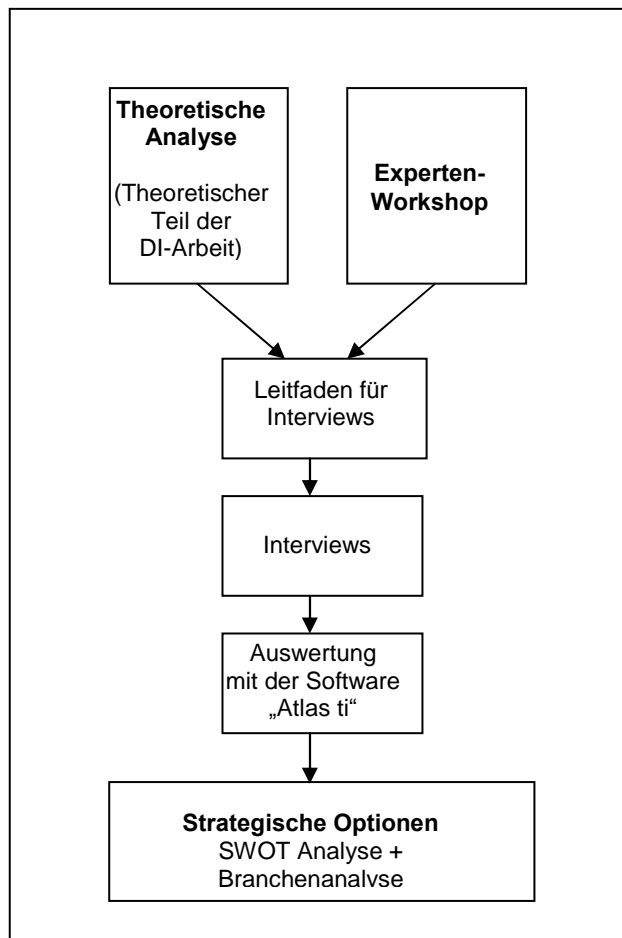 Theoretische
Analyse
(Theoretischer
Teil der
DI-Arbeit)
Experten-
Workshop
Leitfaden für
Interviews
Interviews
Auswertung
mit der Software
„Atlas ti“
Strategische Optionen
SWOT Analyse +
Branchenanalyse